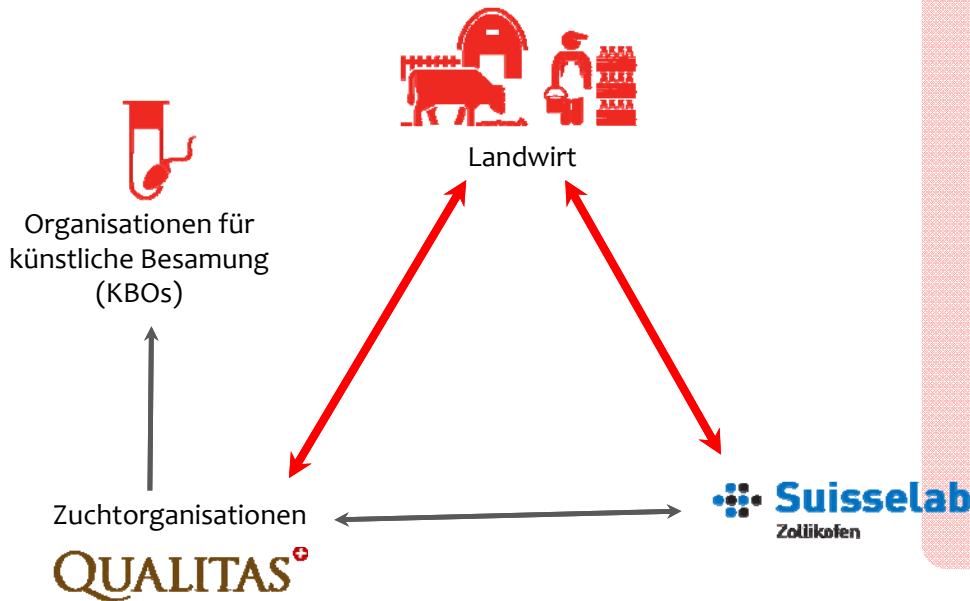 Landwirt
Organisationen für
künstliche Besamung
(KBOs)
Zuchtorganisationen
QUALITAS
Suisselab
Zollikofen